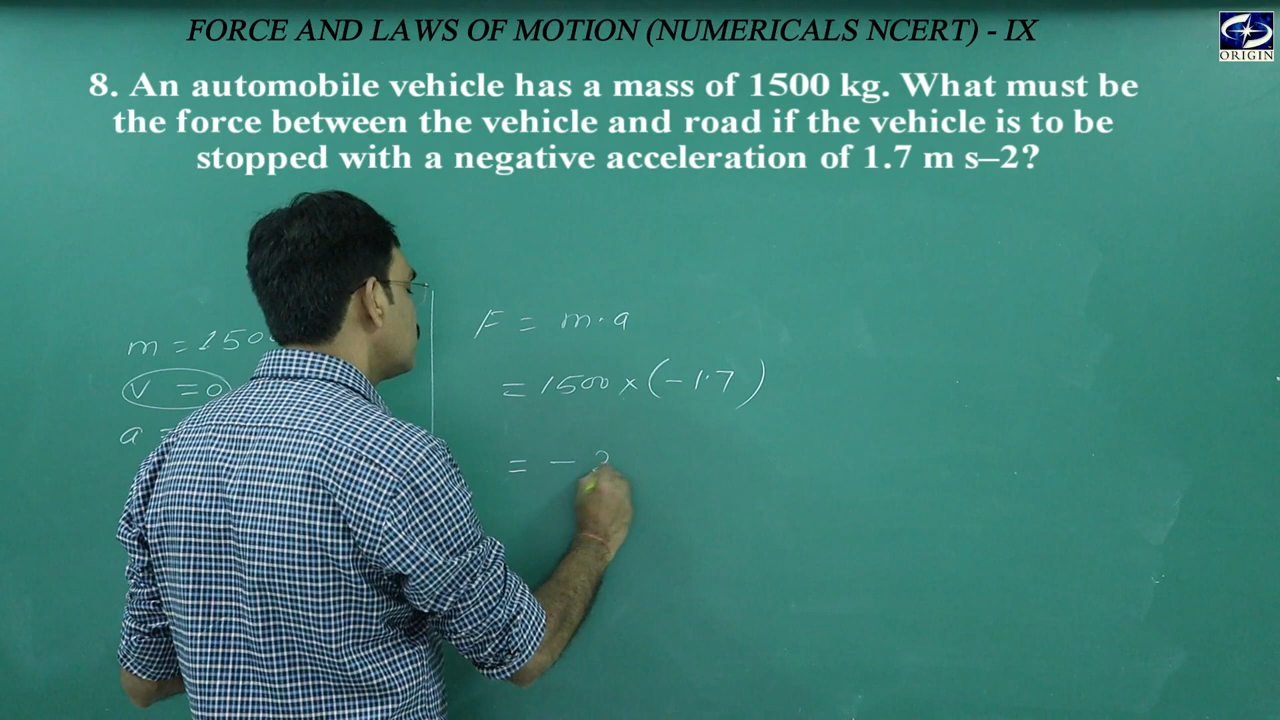 FORCE AND LAWS OF MOTION (NUMERICALS NCERT) - IX
ORIGIN
8. An automobile vehicle has a mass of 1500 kg. What must be
the force between the vehicle and road if the vehicle is to be
stopped with a negative acceleration of 1.7 m s–2?
m = 150
v = 0
a =
F = m.a
= 1500 × (-1.7)
= - 2